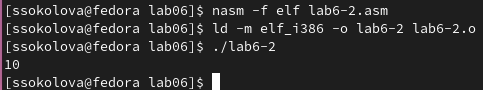 [ssokolova@fedora lab06]$ nasm -f elf lab6-2.asm
[ssokolova@fedora lab06]$ ld -m elf_i386 -o lab6-2 lab6-2.o
[ssokolova@fedora lab06]$ ./lab6-2
10
[ssokolova@fedora lab06]$